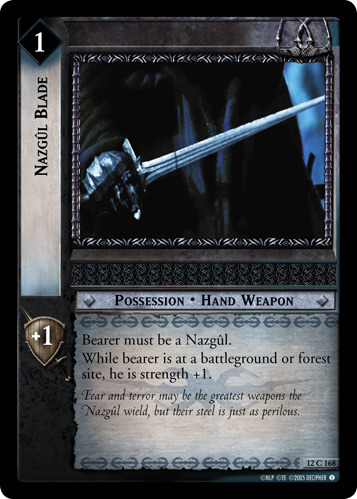 1
NAZGÛL BLADE
POSSESSION • HAND WEAPON
+1
Bearer must be a Nazgûl.
While bearer is at a battleground or forest
site, he is strength +1.
Fear and terror may be the greatest weapons the
Nazgûl wield, but their steel is just as perilous.
12 C 168
©NLP ©TE ©2005 DECIPHER